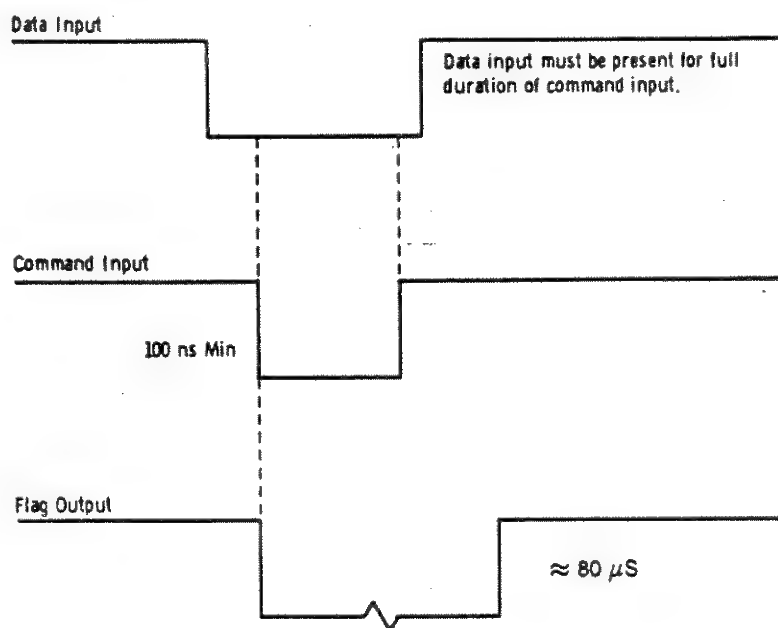 Data Input
Data input must be present for full
duration of command input.
Command Input
100 ns Min
Flag Output
≈ 80 μS